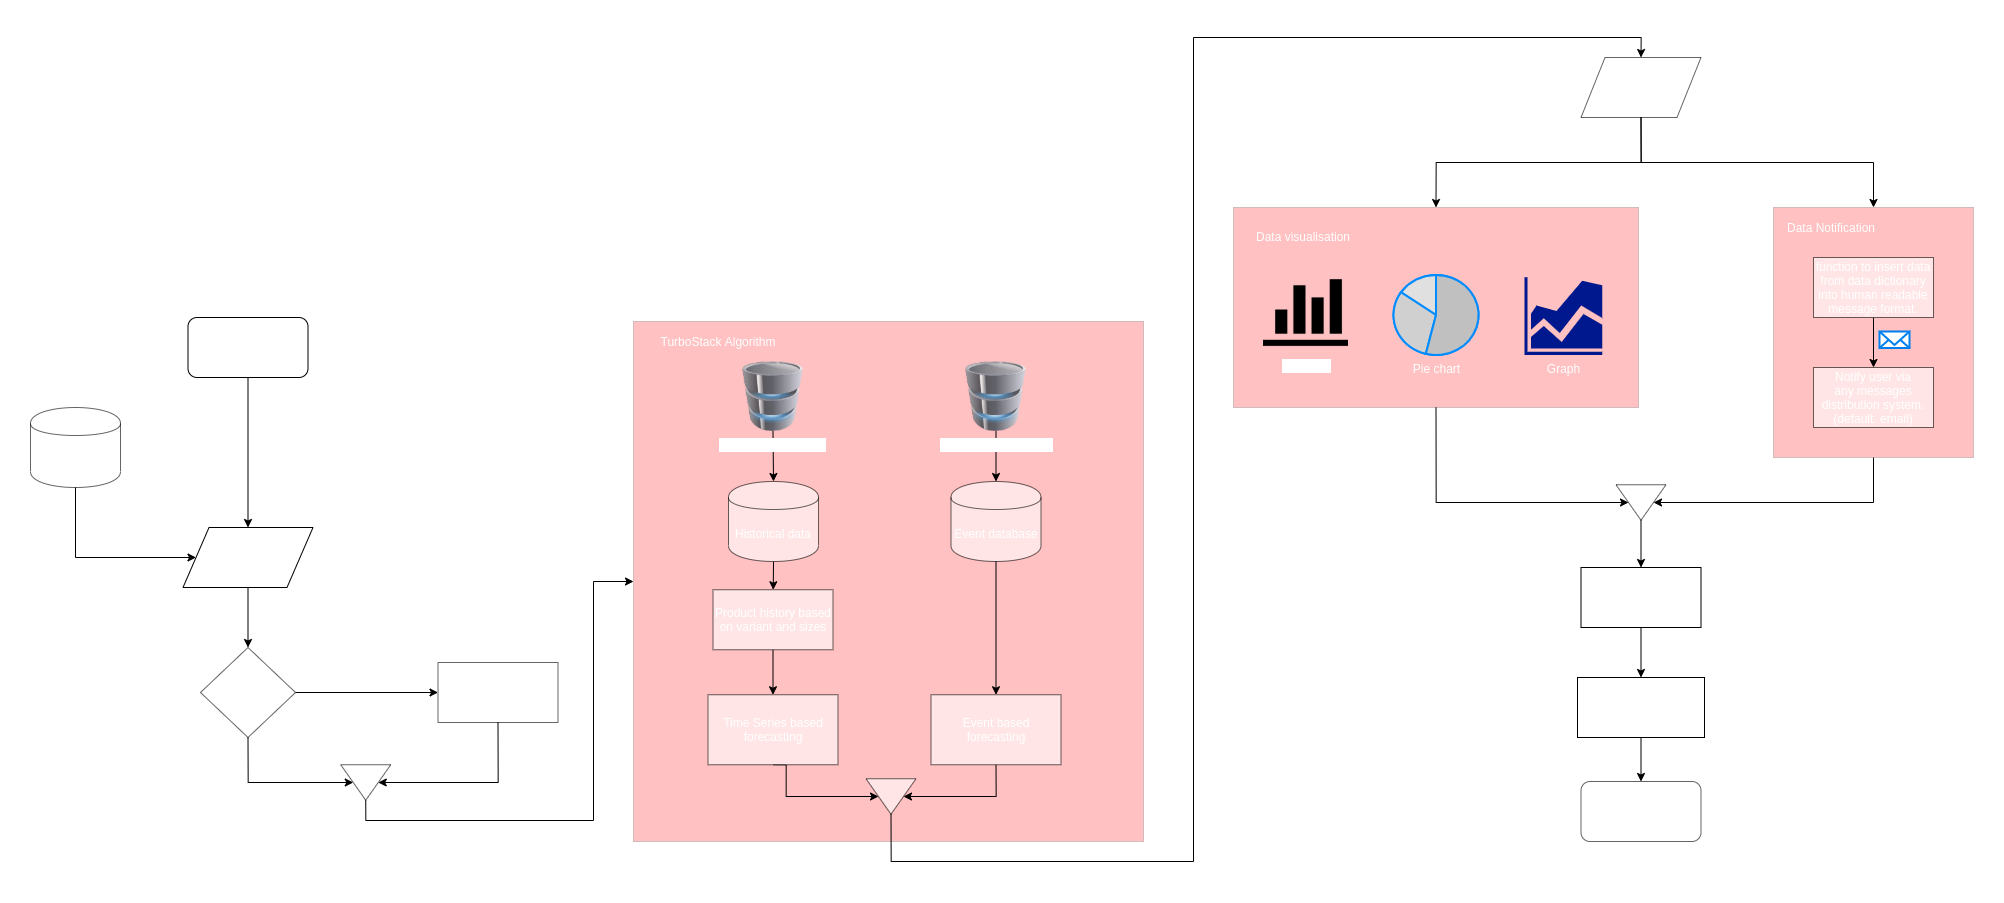 TurboStack Algorithm
Historical data
Event database
Product history based
on variant and sizes
Time Series based
forecasting
Event based
forecasting
Data visualisation
Pie chart
Graph
Data Notification
function to insert data
from data dictionary
into human readable
message format.
Notify user via
any messages
distribution system.
(default: email)